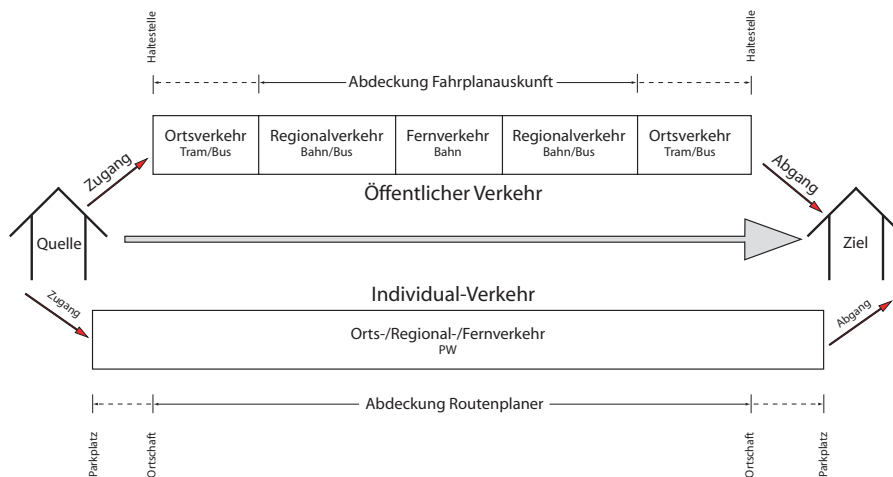 Haltestelle
Haltestelle
Abdeckung Fahrplanauskunft
Ortsverkehr
Tram/Bus
Regionalverkehr
Bahn/Bus
Fernverkehr
Bahn
Regionalverkehr
Bahn/Bus
Ortsverkehr
Tram/Bus
Zugang
Abgang
Öffentlicher Verkehr
Quelle
Ziel
Individual-Verkehr
Zugang
Abgang
Orts-/Regional-/Fernverkehr
PW
Abdeckung Routenplaner
Parkplatz
Ortschaft
Ortschaft
Parkplatz